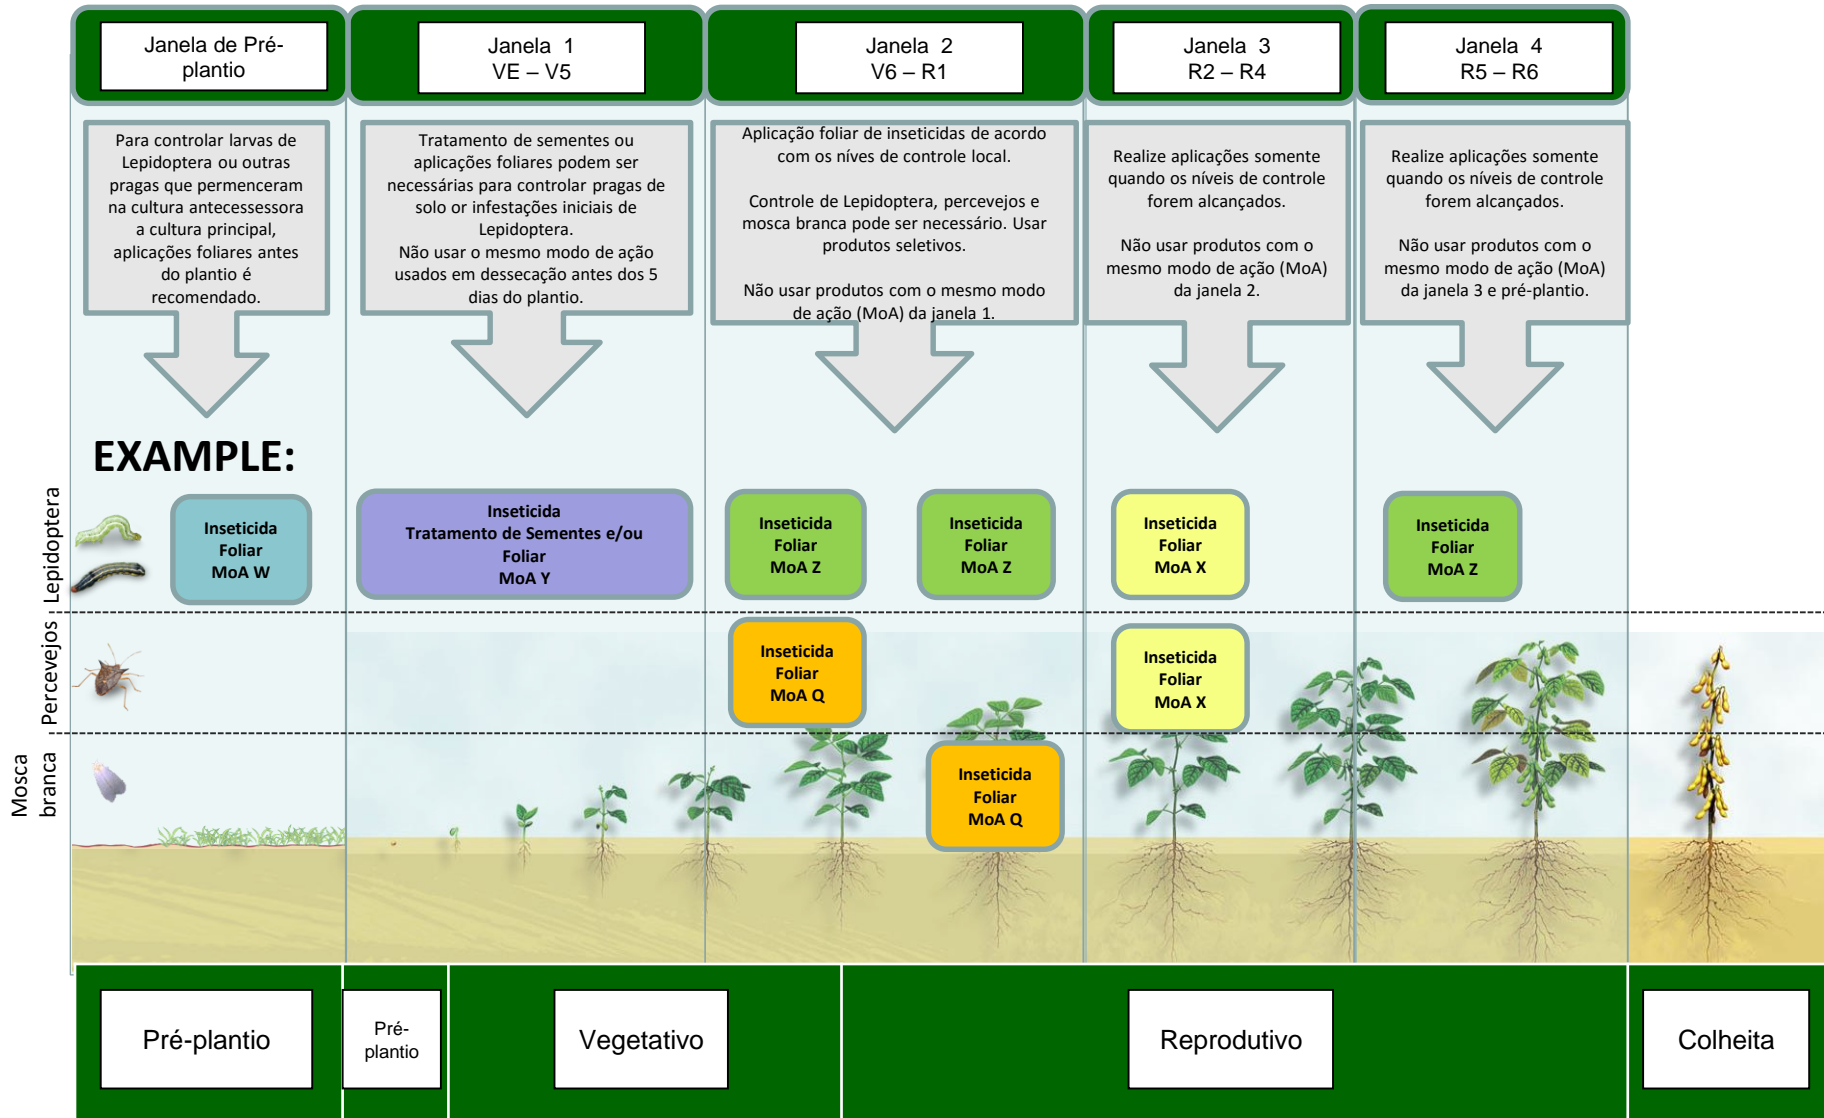 Janela de Pré-
plantio
Janela 1
VE – V5
Janela 2
V6 – R1
Janela 3
R2 – R4
Janela 4
R5 – R6
Para controlar larvas de
Lepidoptera ou outras
pragas que permenceram
na cultura antecessessora
a cultura principal,
aplicações foliares antes
do plantio é
recomendado.
Tratamento de sementes ou
aplicações foliares podem ser
necessárias para controlar pragas de
solo or infestações iniciais de
Lepidoptera.
Não usar o mesmo modo de ação
usados em dessecação antes dos 5
dias do plantio.
Aplicação foliar de inseticidas de acordo
com os níves de controle local.
Controle de Lepidoptera, percevejos e
mosca branca pode ser necessário. Usar
produtos seletivos.
Não usar produtos com o mesmo modo
de ação (MoA) da janela 1.
Realize aplicações somente
quando os níveis de controle
forem alcançados.
Não usar produtos com o
mesmo modo de ação (MoA)
da janela 2.
Realize aplicações somente
quando os níveis de controle
forem alcançados.
Não usar produtos com o
mesmo modo de ação (MoA)
da janela 3 e pré-plantio.
EXAMPLE:
Lepidoptera
Inseticida
Foliar
MoA W
Inseticida
Tratamento de Sementes e/ou
Foliar
MoA Y
Inseticida
Foliar
MoA Z
Inseticida
Foliar
MoA Z
Inseticida
Foliar
MoA X
Inseticida
Foliar
MoA Z
Percevejos
Inseticida
Foliar
MoA Q
Inseticida
Foliar
MoA X
Mosca
branca
Inseticida
Foliar
MoA Q
Pré-plantio
Pré-
plantio
Vegetativo
Reprodutivo
Colheita